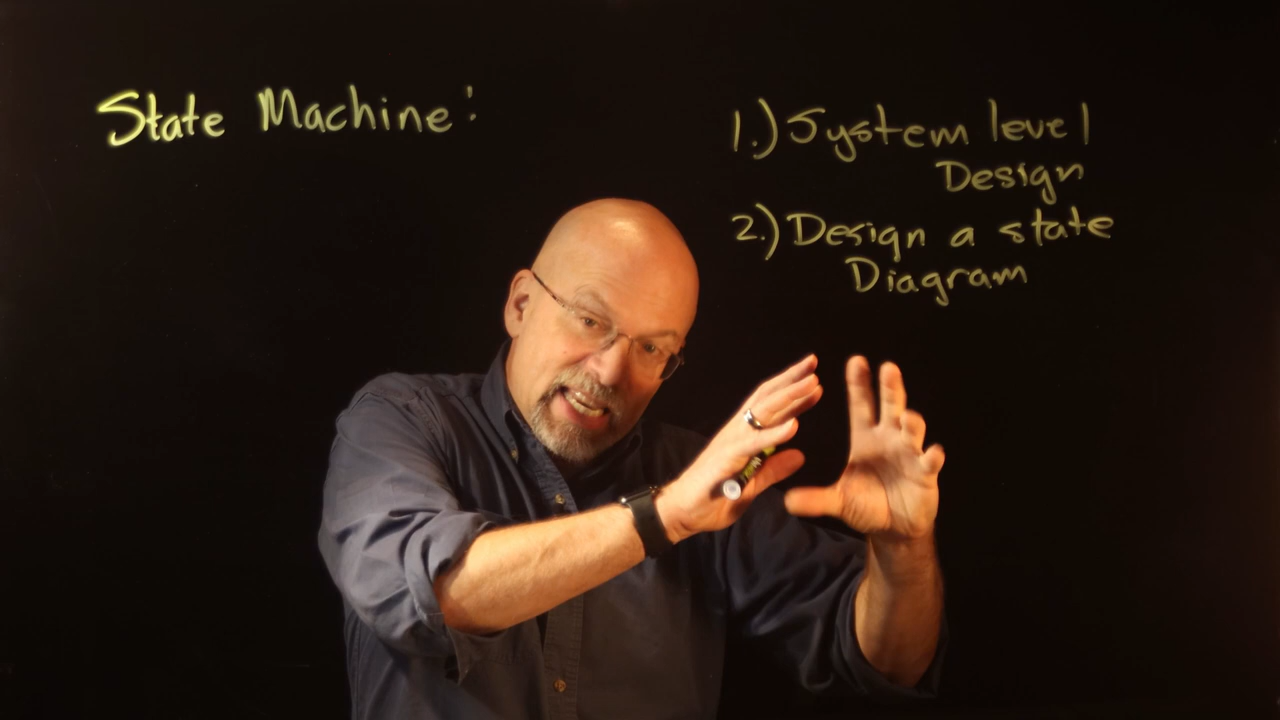 State Machine:
1.) System level
Design
2.) Design a state
Diagram